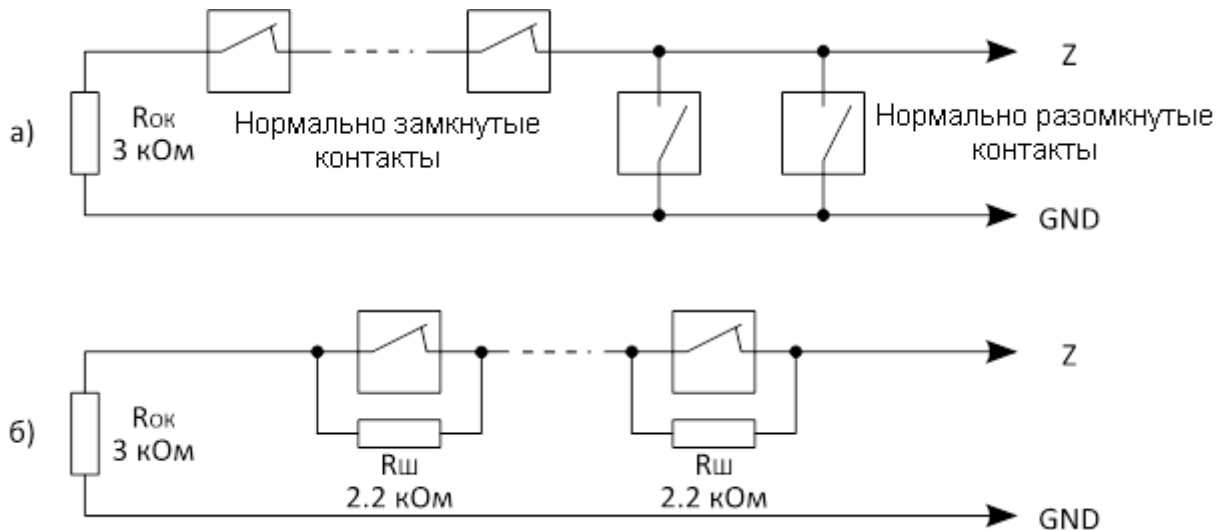 Z
а)
Rок
3 кОм
Нормально замкнутые
контакты
Нормально разомкнутые
контакты
GND
Z
б)
Rок
3 кОм
Rш
2.2 кОм
Rш
2.2 кОм
GND